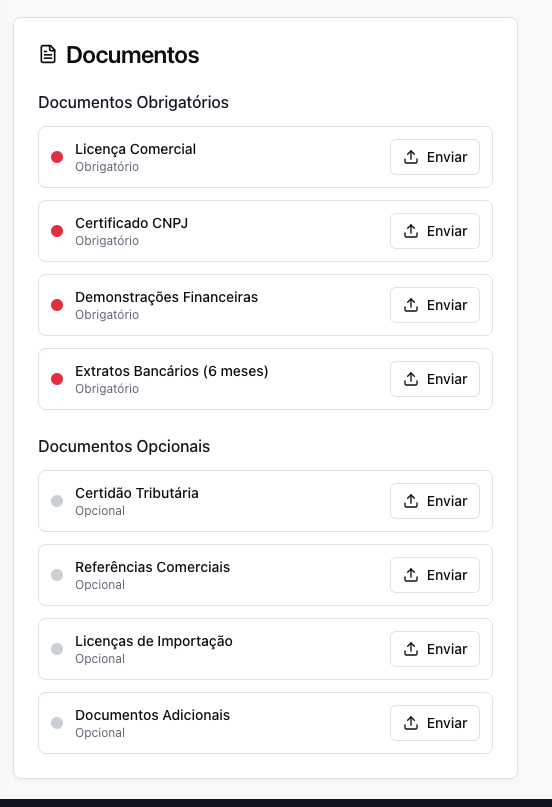 Documentos
Documentos Obrigatórios
Licença Comercial
Obrigatório
Enviar
Certificado CNPJ
Obrigatório
Enviar
Demonstrações Financeiras
Obrigatório
Enviar
Extratos Bancários (6 meses)
Obrigatório
Enviar
Documentos Opcionais
Certidão Tributária
Opcional
Enviar
Referências Comerciais
Opcional
Enviar
Licenças de Importação
Opcional
Enviar
Documentos Adicionais
Opcional
Enviar